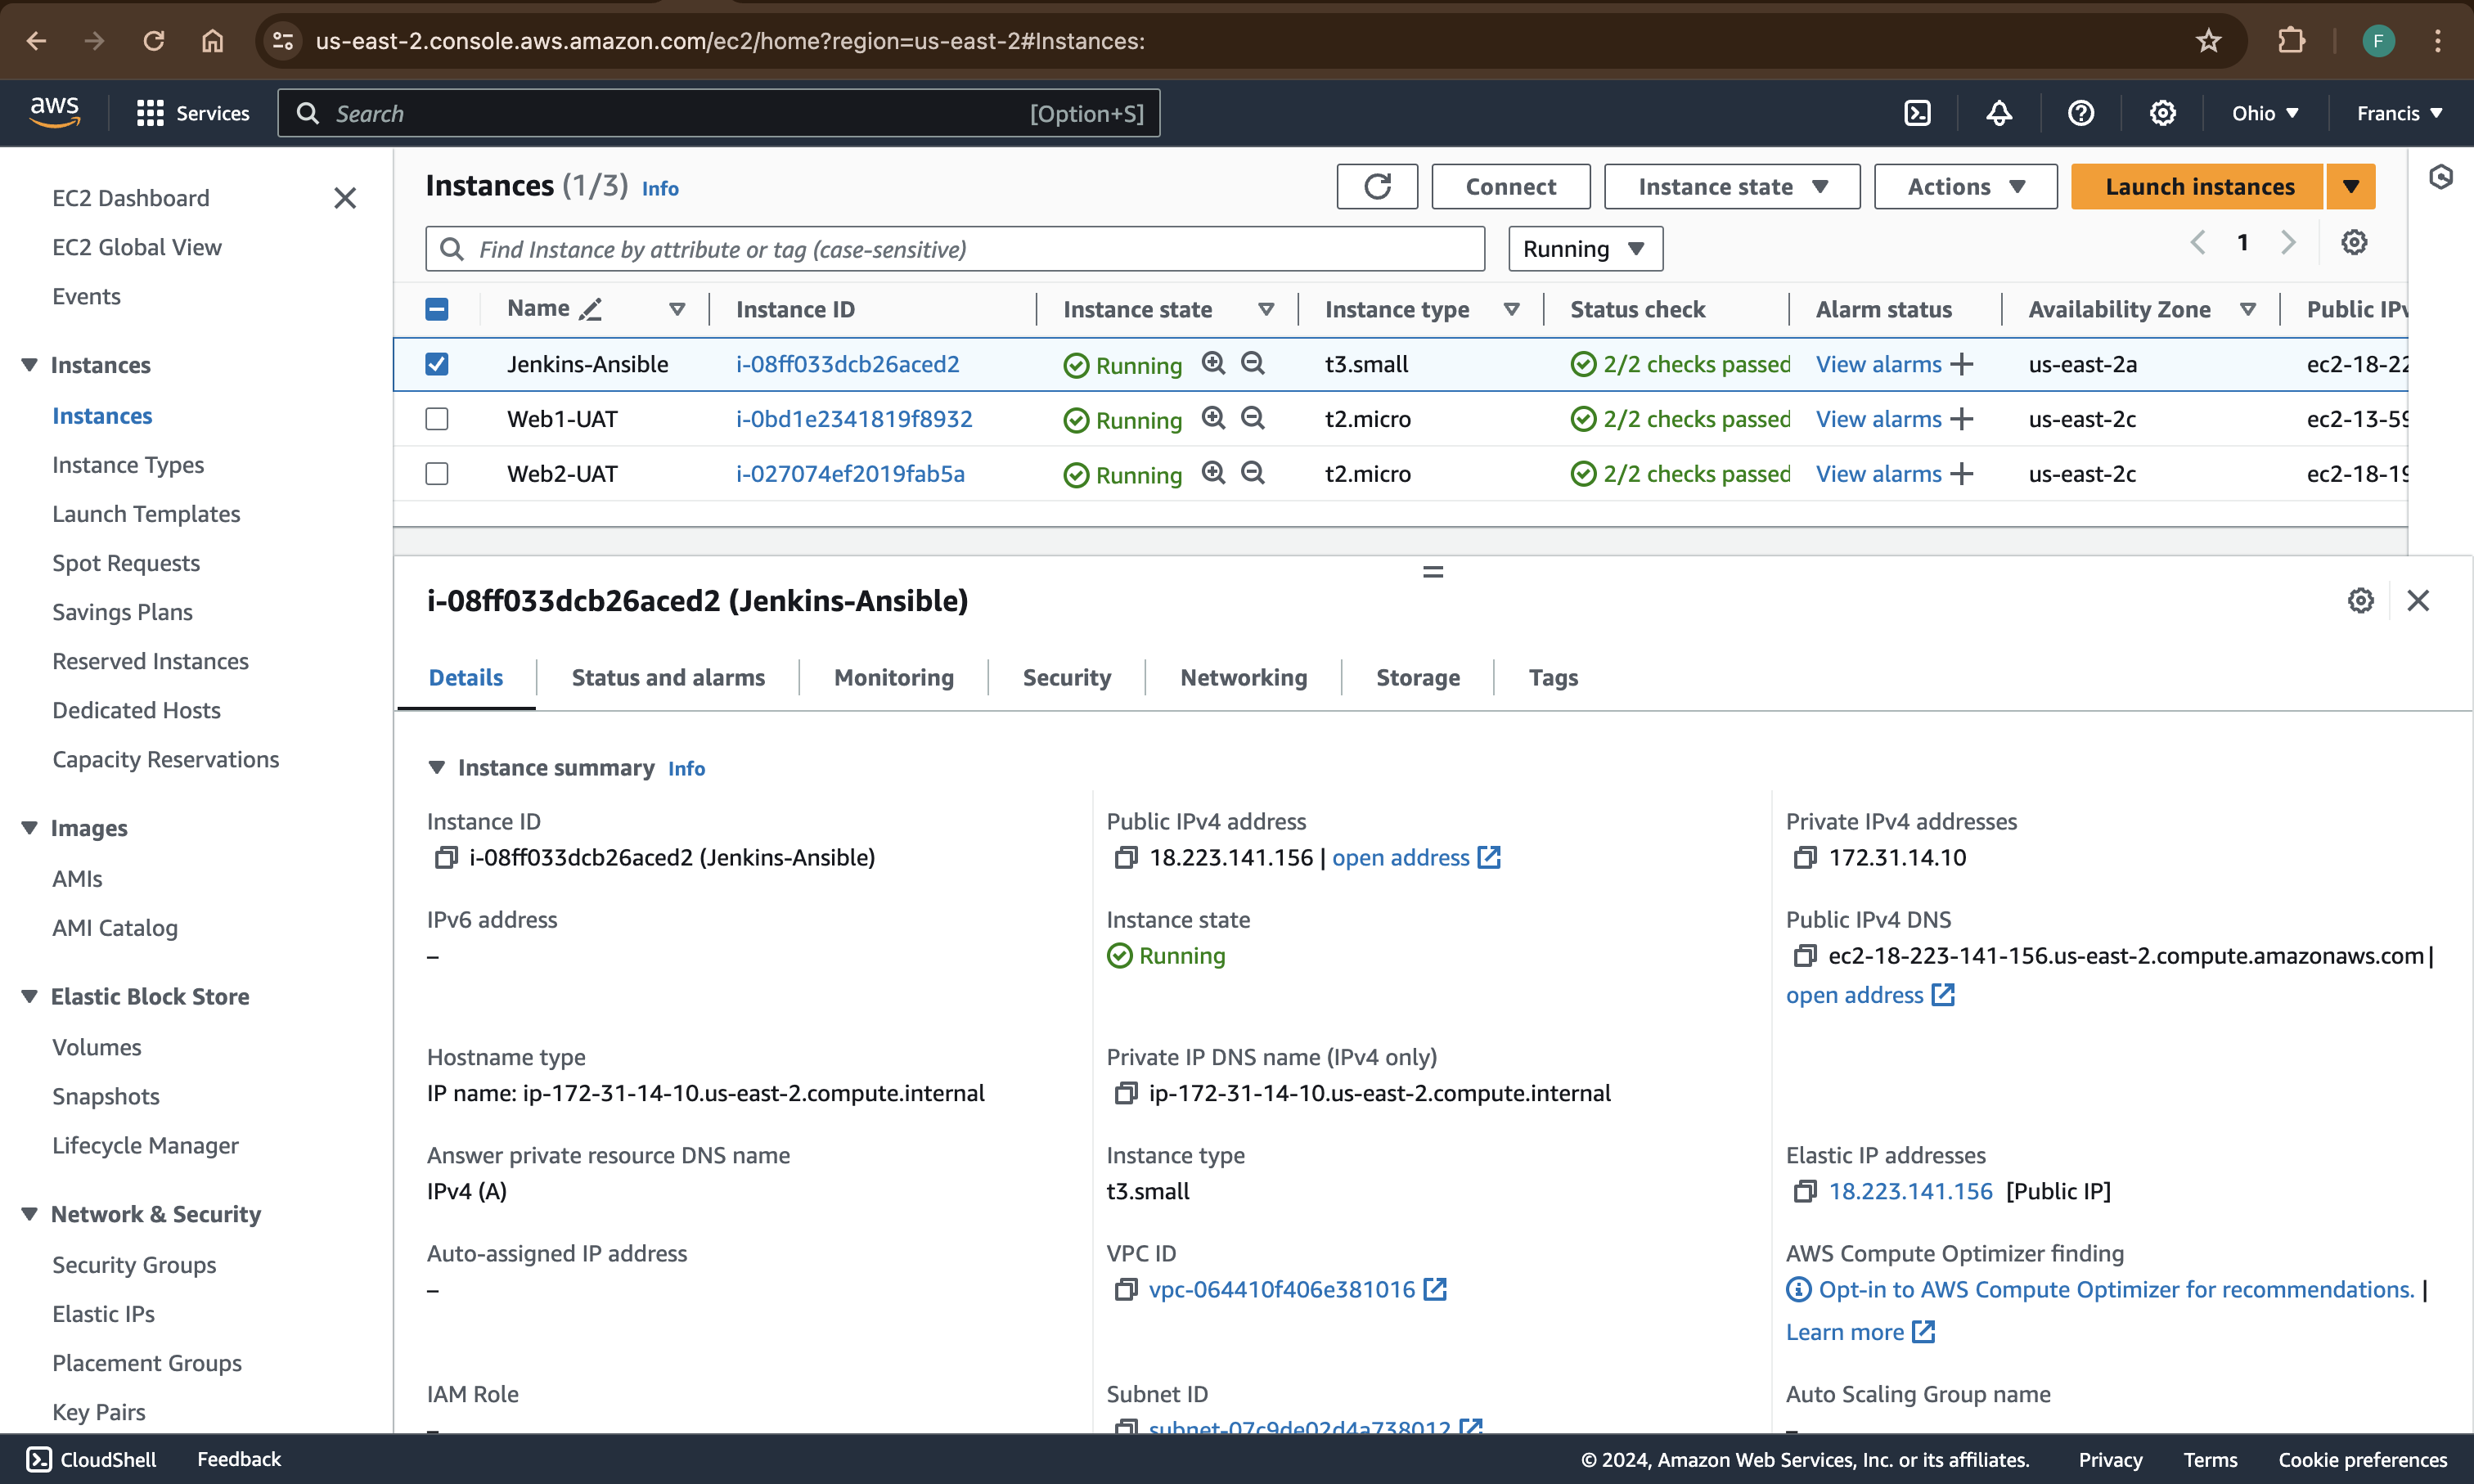 us-east-2.console.aws.amazon.com/ec2/home?region=us-east-2#Instances:
F
aws
Services
Search
[Option+S]
Ohio
Francis
EC2 Dashboard
EC2 Global View
Events
Instances
Instances
Instance Types
Launch Templates
Spot Requests
Savings Plans
Reserved Instances
Dedicated Hosts
Capacity Reservations
Images
AMIs
AMI Catalog
Elastic Block Store
Volumes
Snapshots
Lifecycle Manager
Network & Security
Security Groups
Elastic IPs
Placement Groups
Key Pairs
Instances (1/3) Info
Connect
Instance state
Actions
Launch instances
Find Instance by attribute or tag (case-sensitive)
Running
1
Name Instance ID Instance state Instance type Status check Alarm status Availability Zone Public IPv
Jenkins-Ansible i-08ff033dcb26aced2 Running t3.small 2/2 checks passed View alarms us-east-2a ec2-18-22
Web1-UAT i-0bd1e2341819f8932 Running t2.micro 2/2 checks passed View alarms us-east-2c ec2-13-59
Web2-UAT i-027074ef2019fab5a Running t2.micro 2/2 checks passed View alarms us-east-2c ec2-18-19
i-08ff033dcb26aced2 (Jenkins-Ansible)
Details
Status and alarms
Monitoring
Security
Networking
Storage
Tags
Instance summary Info
Instance ID
i-08ff033dcb26aced2 (Jenkins-Ansible)
Public IPv4 address
18.223.141.156 | open address
Private IPv4 addresses
172.31.14.10
IPv6 address
–
Instance state
Running
Public IPv4 DNS
ec2-18-223-141-156.us-east-2.compute.amazonaws.com |
open address
Hostname type
IP name: ip-172-31-14-10.us-east-2.compute.internal
Private IP DNS name (IPv4 only)
ip-172-31-14-10.us-east-2.compute.internal
Answer private resource DNS name
IPv4 (A)
Instance type
t3.small
Elastic IP addresses
18.223.141.156 [Public IP]
Auto-assigned IP address
–
VPC ID
vpc-064410f406e381016
AWS Compute Optimizer finding
Opt-in to AWS Compute Optimizer for recommendations. |
Learn more
IAM Role
–
Subnet ID
subnet-07c9de02d4a738012
Auto Scaling Group name
–
CloudShell
Feedback
© 2024, Amazon Web Services, Inc. or its affiliates.
Privacy
Terms
Cookie preferences